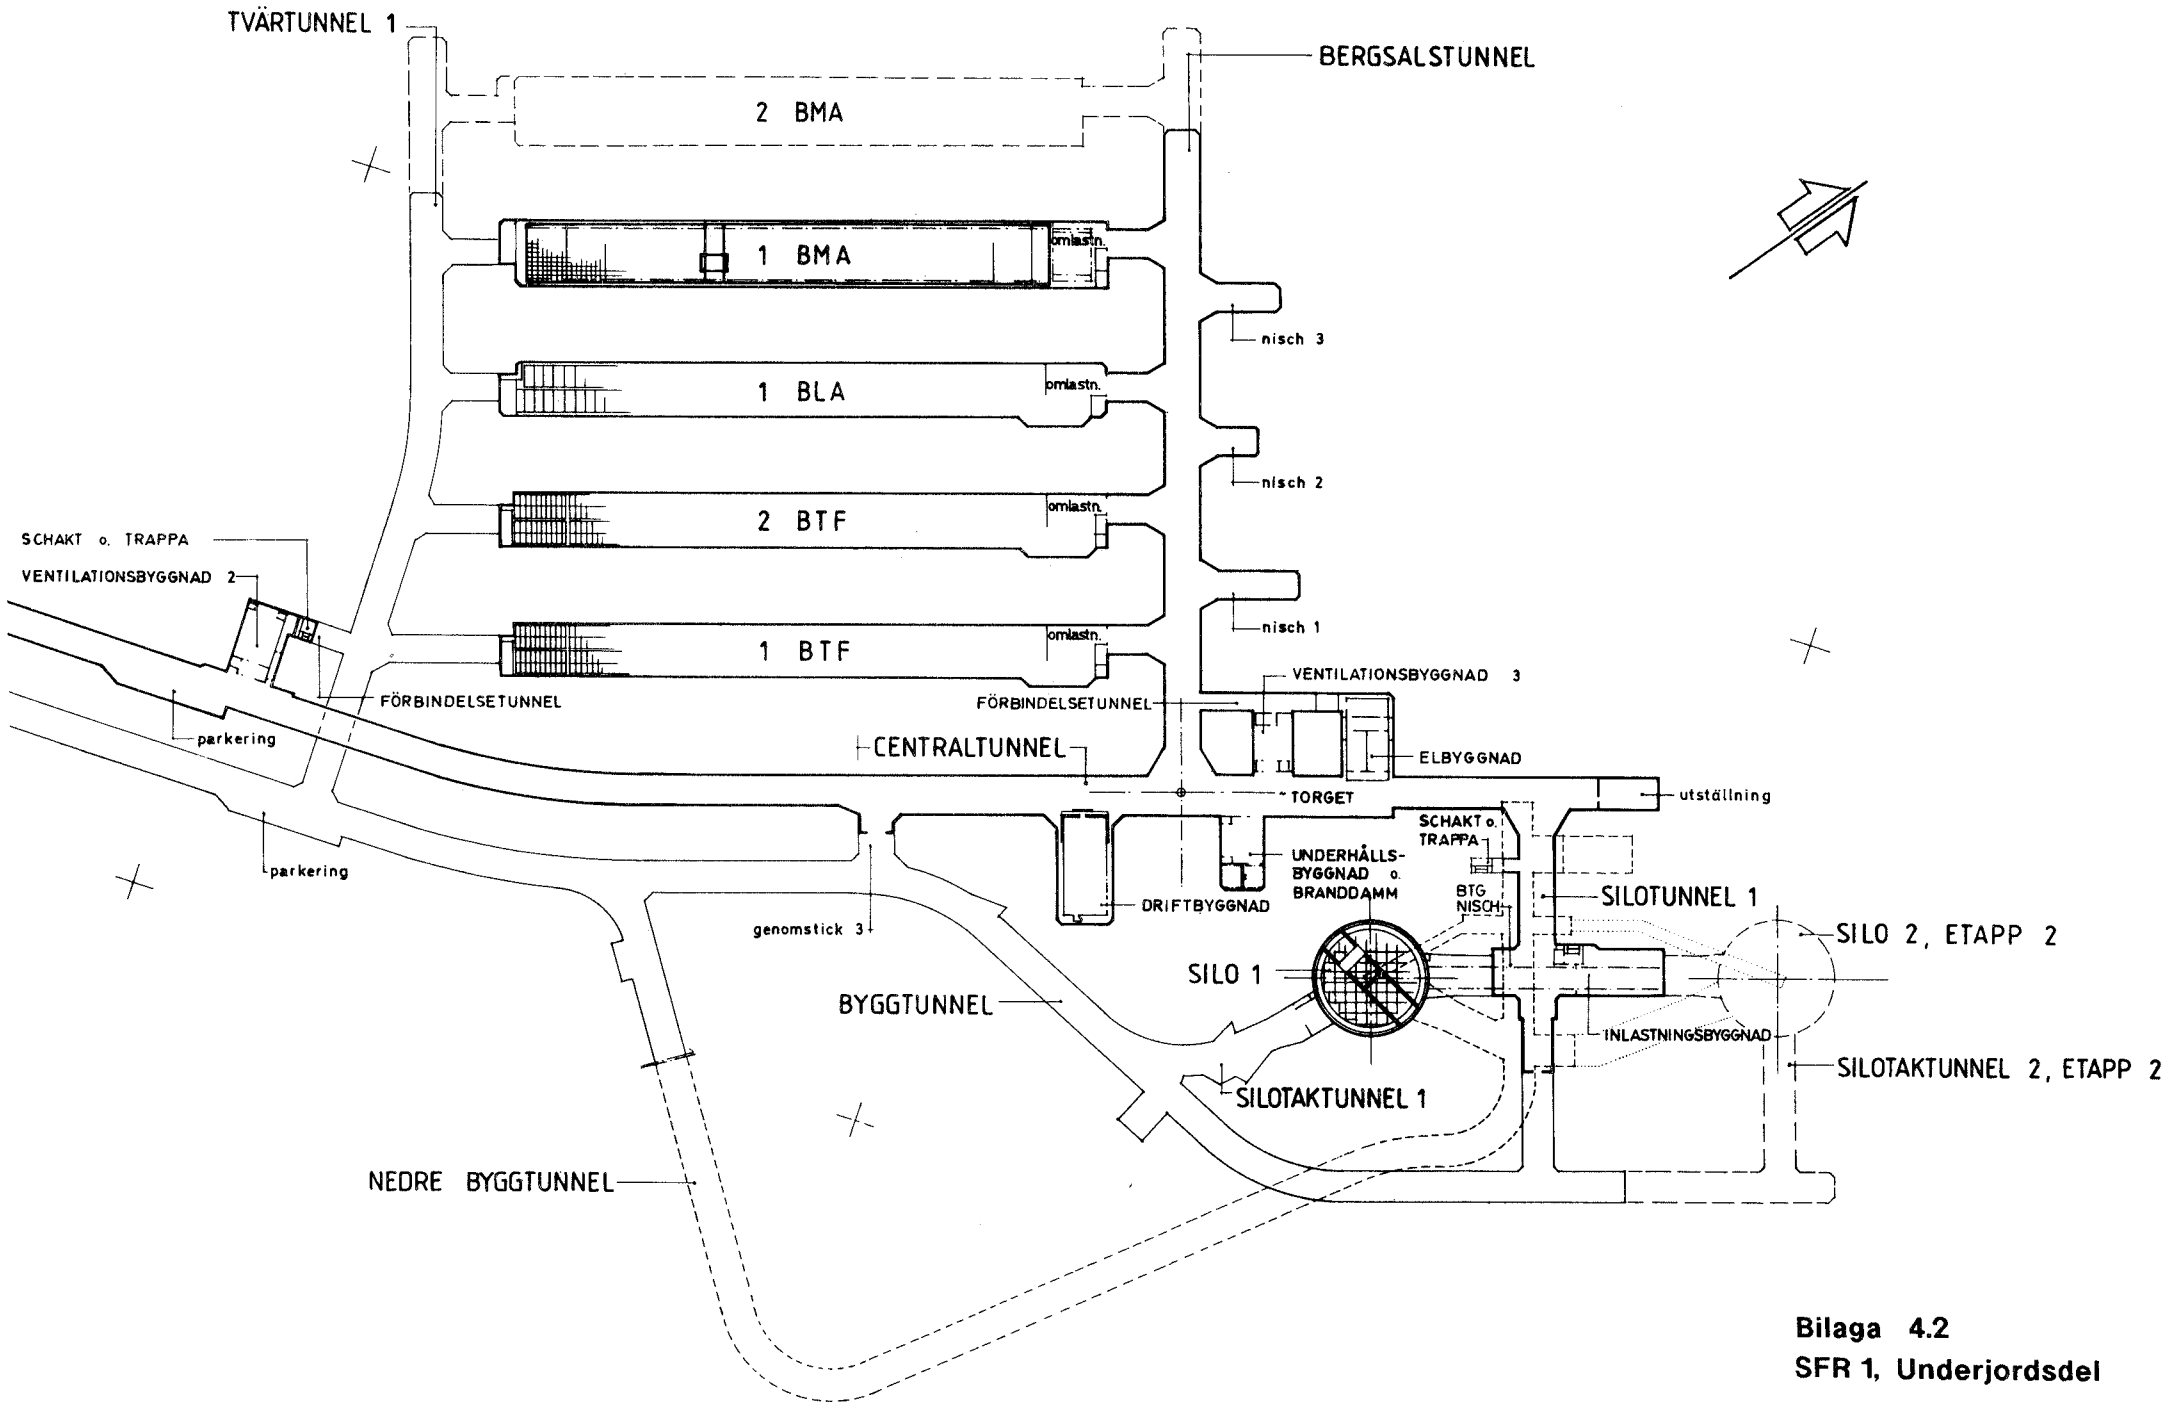 TVÄRTUNNEL 1
BERGSALSTUNNEL
2 BMA
1 BMA
omlastn.
nisch 3
1 BLA
omlastn.
nisch 2
2 BTF
omlastn.
SCHAKT o. TRAPPA
VENTILATIONSBYGGNAD 2
nisch 1
1 BTF
omlastn.
VENTILATIONSBYGGNAD 3
FÖRBINDELSETUNNEL
FÖRBINDELSETUNNEL
parkering
CENTRALTUNNEL
ELBYGGNAD
TORGET
utställning
SCHAKT o.
TRAPPA
parkering
UNDERHÅLLS-
BYGGNAD o.
BRANDDAMM
BTG
NISCH
SILOTUNNEL 1
DRIFTBYGGNAD
genomstick 3
SILO 2, ETAPP 2
SILO 1
BYGGTUNNEL
INLASTNINGSBYGGNAD
SILOTAKTUNNEL 2, ETAPP 2
SILOTAKTUNNEL 1
NEDRE BYGGTUNNEL
Bilaga 4.2
SFR 1, Underjordsdel